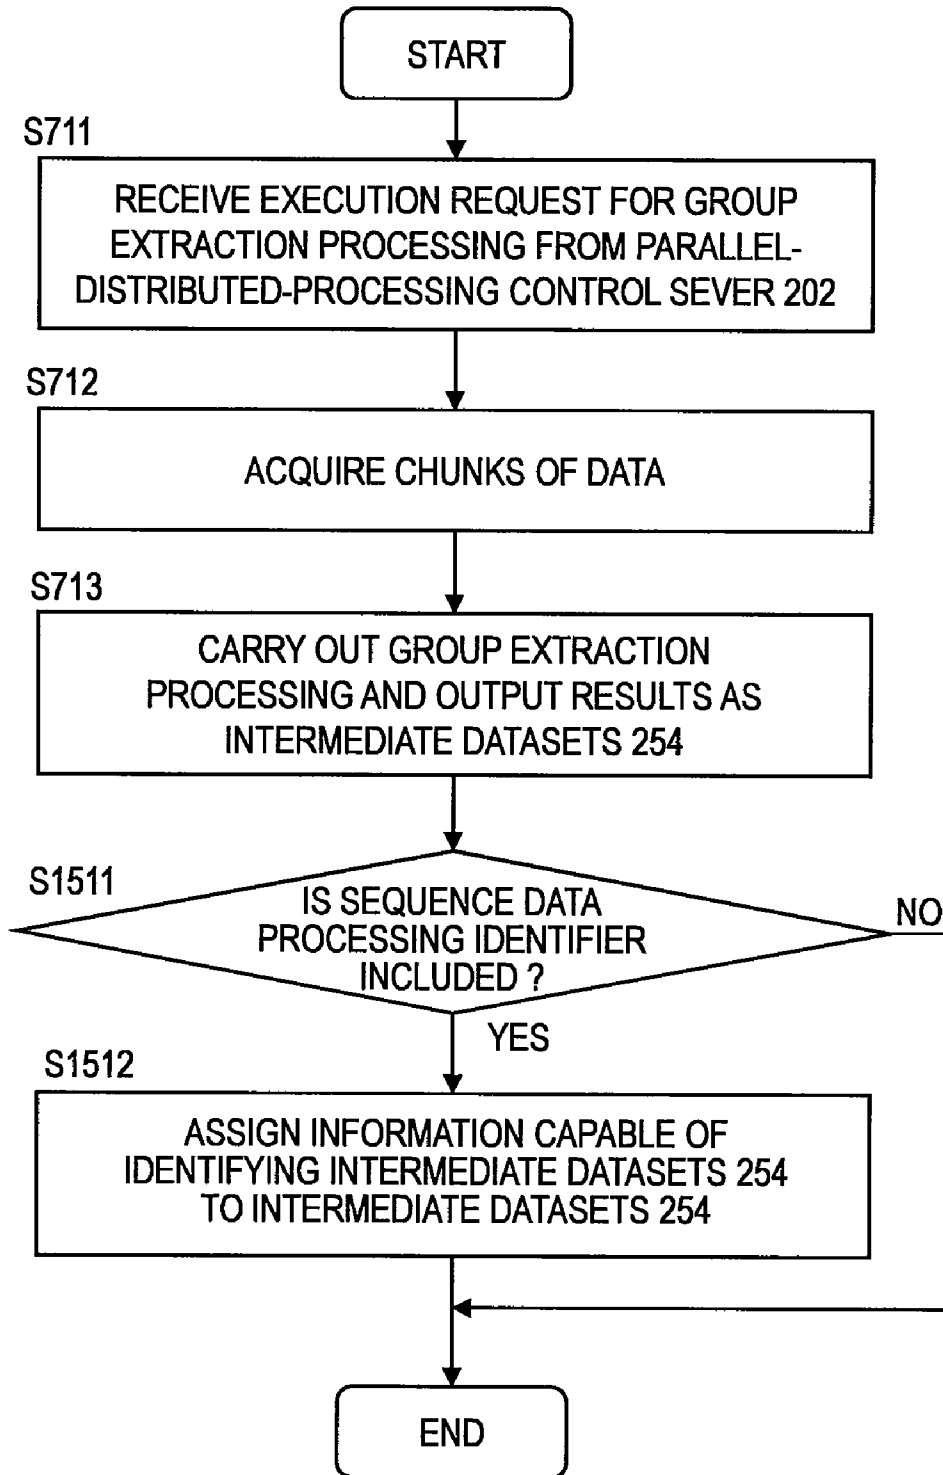 START
S711
RECEIVE EXECUTION REQUEST FOR GROUP
EXTRACTION PROCESSING FROM PARALLEL-
DISTRIBUTED-PROCESSING CONTROL SEVER 202
S712
ACQUIRE CHUNKS OF DATA
S713
CARRY OUT GROUP EXTRACTION
PROCESSING AND OUTPUT RESULTS AS
INTERMEDIATE DATASETS 254
S1511
IS SEQUENCE DATA
PROCESSING IDENTIFIER
INCLUDED ?
NO
YES
S1512
ASSIGN INFORMATION CAPABLE OF
IDENTIFYING INTERMEDIATE DATASETS 254
TO INTERMEDIATE DATASETS 254
END